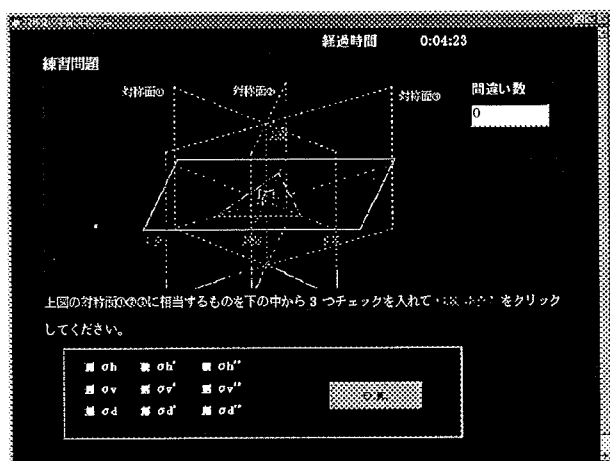 経過時間 0:04:23
練習問題
対称面① 対称面② 対称面③
間違い数
0
上図の対称面①②③に相当するものを下の中から3つチェックを入れて をクリック
してください。
σh σh' σh''
σv σv' σv''
σd σd' σd''